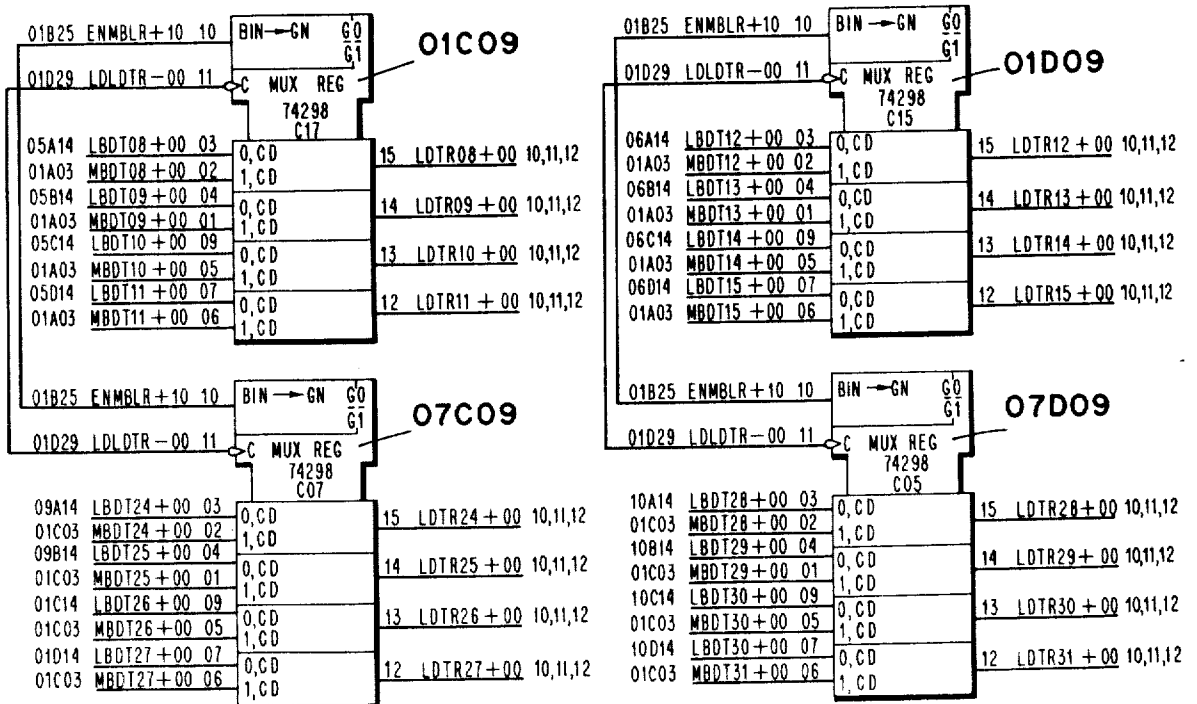 01B25 ENMBLR+10 10 BIN→GN G0
G1
01C09
01D29 LDLDTR-00 11 C MUX REG
74298
C17
05A14 LBDT08+00 03 0,CD 15 LDTR08+00 10,11,12
01A03 MBDT08+00 02 1,CD
05B14 LBDT09+00 04 0,CD 14 LDTR09+00 10,11,12
01A03 MBDT09+00 01 1,CD
05C14 LBDT10+00 09 0,CD 13 LDTR10+00 10,11,12
01A03 MBDT10+00 05 1,CD
05D14 LBDT11+00 07 0,CD 12 LDTR11+00 10,11,12
01A03 MBDT11+00 06 1,CD
01B25 ENMBLR+10 10 BIN→GN G0
G1
01D09
01D29 LDLDTR-00 11 C MUX REG
74298
C15
06A14 LBDT12+00 03 0,CD 15 LDTR12+00 10,11,12
01A03 MBDT12+00 02 1,CD
06B14 LBDT13+00 04 0,CD 14 LDTR13+00 10,11,12
01A03 MBDT13+00 01 1,CD
06C14 LBDT14+00 09 0,CD 13 LDTR14+00 10,11,12
01A03 MBDT14+00 05 1,CD
06D14 LBDT15+00 07 0,CD 12 LDTR15+00 10,11,12
01A03 MBDT15+00 06 1,CD
01B25 ENMBLR+10 10 BIN→GN G0
G1
07C09
01D29 LDLDTR-00 11 C MUX REG
74298
C07
09A14 LBDT24+00 03 0,CD 15 LDTR24+00 10,11,12
01C03 MBDT24+00 02 1,CD
09B14 LBDT25+00 04 0,CD 14 LDTR25+00 10,11,12
01C03 MBDT25+00 01 1,CD
01C14 LBDT26+00 09 0,CD 13 LDTR26+00 10,11,12
01C03 MBDT26+00 05 1,CD
01D14 LBDT27+00 07 0,CD 12 LDTR27+00 10,11,12
01C03 MBDT27+00 06 1,CD
01B25 ENMBLR+10 10 BIN→GN G0
G1
07D09
01D29 LDLDTR-00 11 C MUX REG
74298
C05
10A14 LBDT28+00 03 0,CD 15 LDTR28+00 10,11,12
01C03 MBDT28+00 02 1,CD
10B14 LBDT29+00 04 0,CD 14 LDTR29+00 10,11,12
01C03 MBDT29+00 01 1,CD
10C14 LBDT30+00 09 0,CD 13 LDTR30+00 10,11,12
01C03 MBDT30+00 05 1,CD
10D14 LBDT30+00 07 0,CD 12 LDTR31+00 10,11,12
01C03 MBDT31+00 06 1,CD